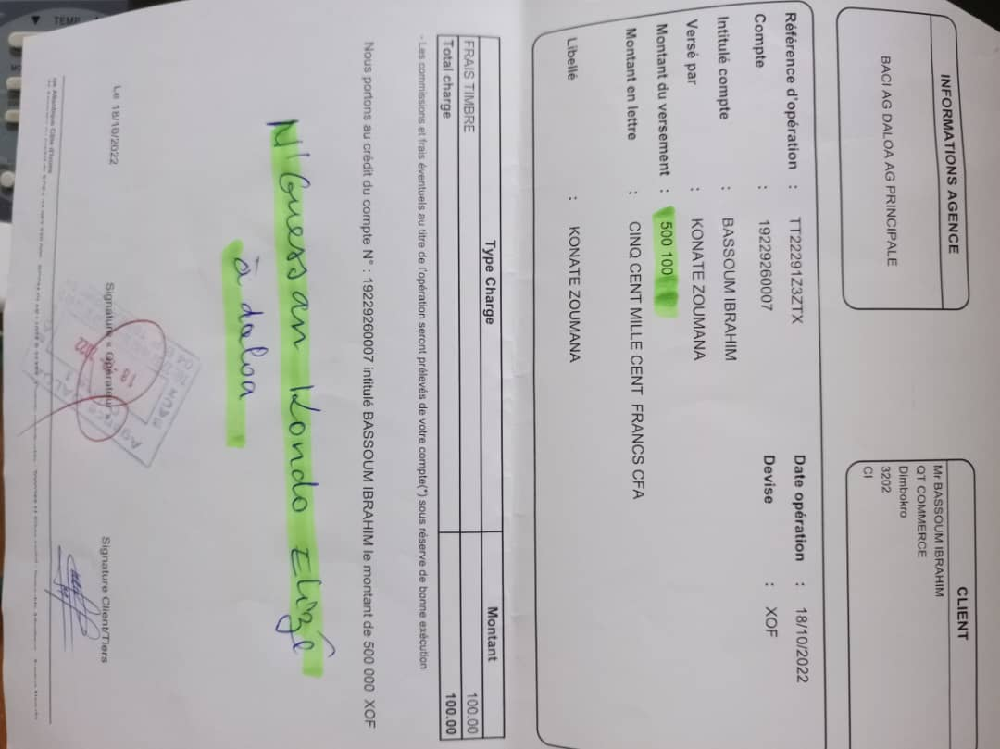 INFORMATIONS AGENCE
BACI AG DALOA AG PRINCIPALE
CLIENT
Mr BASSOUM IBRAHIM
QT COMMERCE
Dimbokro
3202
CI
Référence d'opération : TT22291Z3ZTX Date opération : 18/10/2022
Compte : 19229260007 Devise : XOF
Intitulé compte : BASSOUM IBRAHIM
Versé par : KONATE ZOUMANA
Montant du versement : 500 100
Montant en lettre : CINQ CENT MILLE CENT FRANCS CFA
Libellé : KONATE ZOUMANA
Type Charge Montant
FRAIS TIMBRE 100.00
Total charge 100.00
- Les commissions et frais éventuels au titre de l'opération seront prélevés de votre compte(*) sous réserve de bonne exécution
Nous portons au crédit du compte N° : 19229260007 intitulé BASSOUM IBRAHIM le montant de 500 000 XOF
N'Guessan Kondo Elizé
à daloa
Le 18/10/2022 Signature « Opérateur » Signature Client/Tiers
TEMP